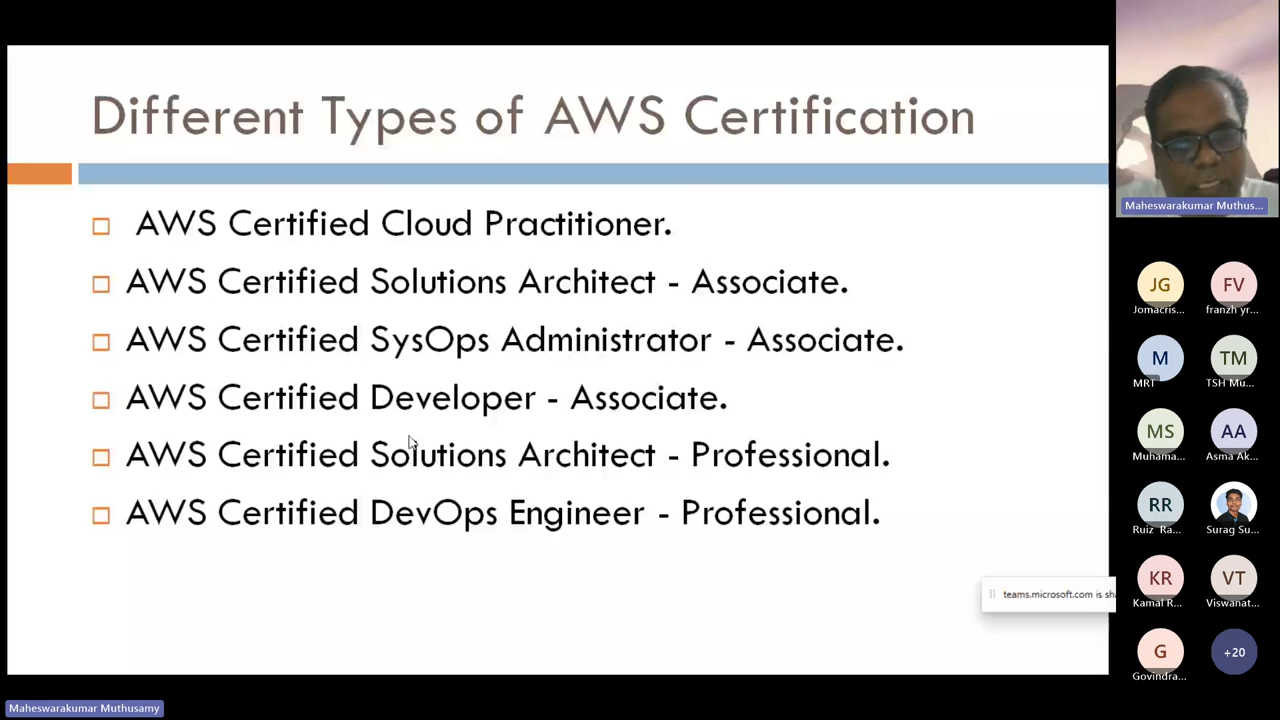 Different Types of AWS Certification
AWS Certified Cloud Practitioner.
AWS Certified Solutions Architect - Associate.
AWS Certified SysOps Administrator - Associate.
AWS Certified Developer - Associate.
AWS Certified Solutions Architect - Professional.
AWS Certified DevOps Engineer - Professional.
teams.microsoft.com is sh
Maheswarakumar Muthusamy
Maheswarakumar Muthus...
JG
Jomacris...
FV
franzh yr...
M
MRT
TM
TSH Mu...
MS
Muhama...
AA
Asma Ak...
RR
Ruiz Ra...
Surag Su...
KR
Kamal R...
VT
Viswanat...
G
Govindra...
+20